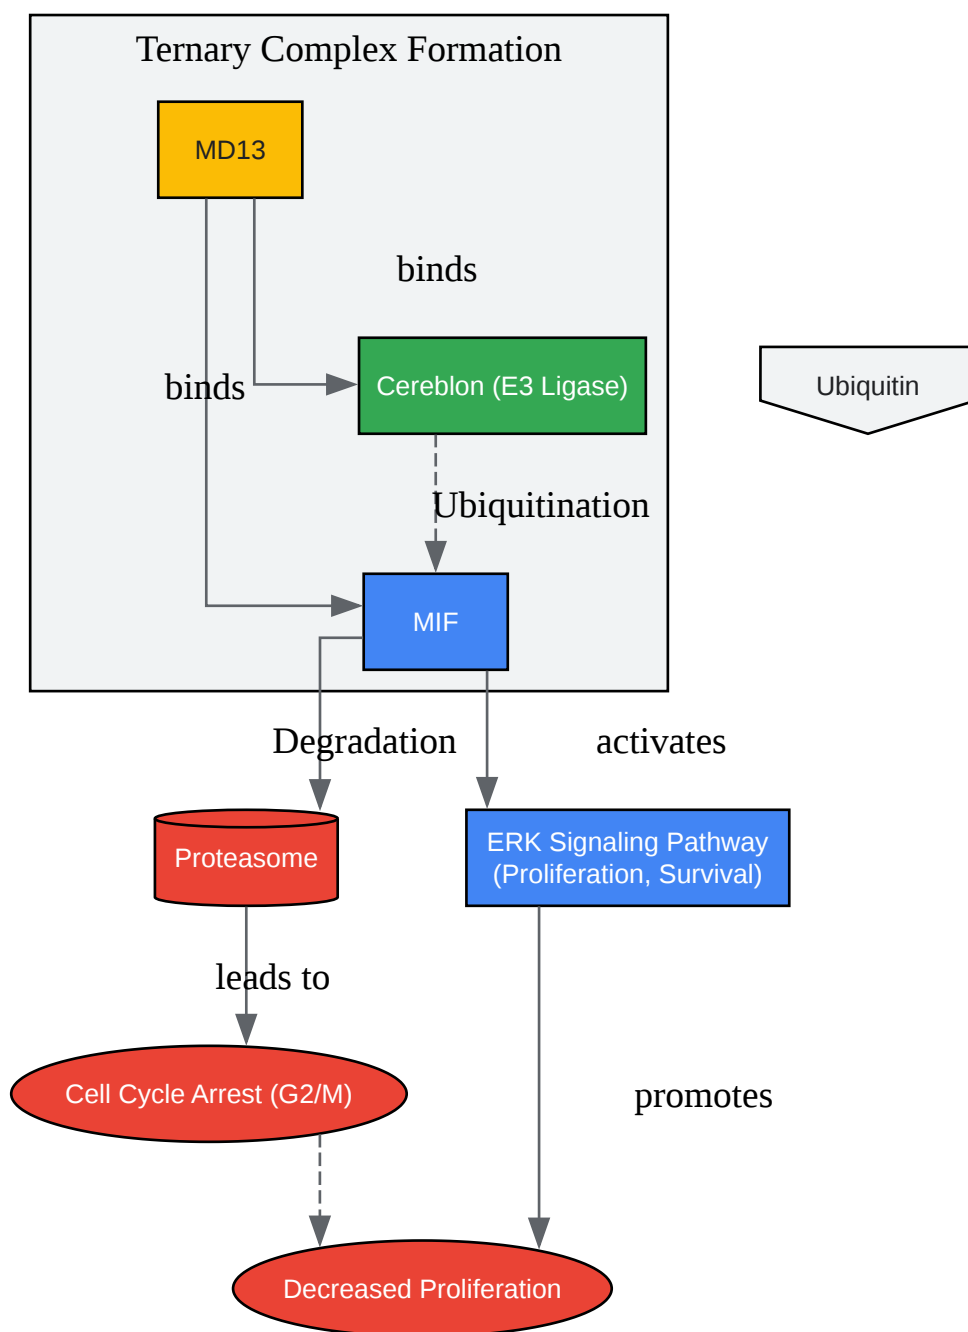 Ternary Complex Formation
MD13
binds
binds
Cereblon (E3 Ligase)
Ubiquitin
Ubiquitination
MIF
Degradation
activates
Proteasome
ERK Signaling Pathway
(Proliferation, Survival)
leads to
Cell Cycle Arrest (G2/M)
promotes
Decreased Proliferation